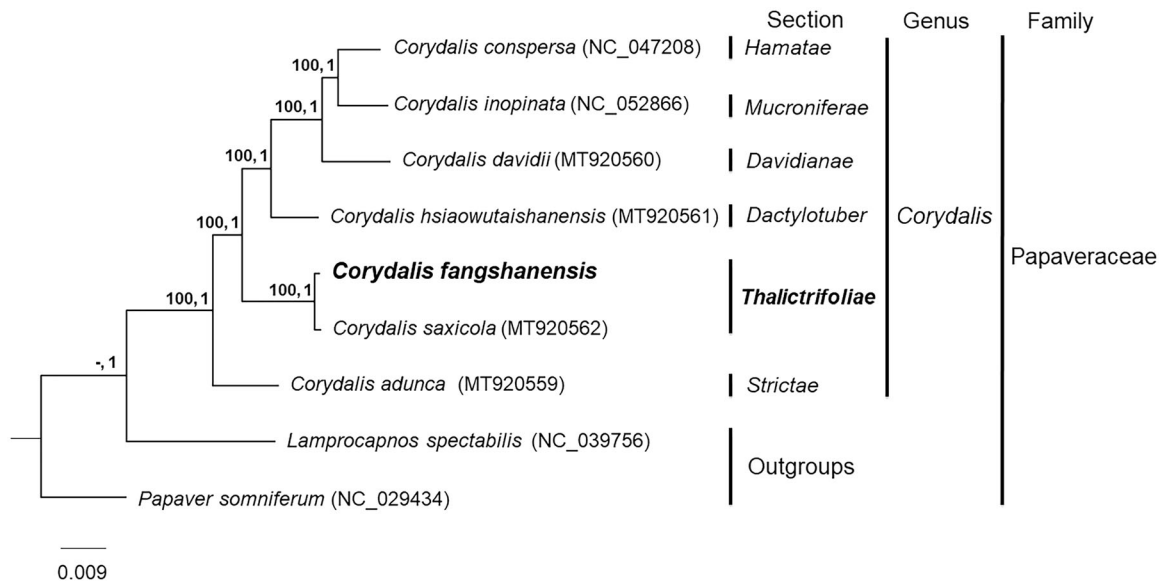 Section Genus Family
Corydalis conspersa (NC_047208) Hamatae
100, 1
Corydalis inopinata (NC_052866) Mucroniferae
100, 1
Corydalis davidii (MT920560) Davidianae
100, 1
Corydalis hsiaowutaishanensis (MT920561) Dactylotuber Corydalis
100, 1
Papaveraceae
Corydalis fangshanensis
100, 1 Thalictrifoliae
100, 1
Corydalis saxicola (MT920562)
-, 1
Corydalis adunca (MT920559) Strictae
Lamprocapnos spectabilis (NC_039756)
Outgroups
Papaver somniferum (NC_029434)
0.009